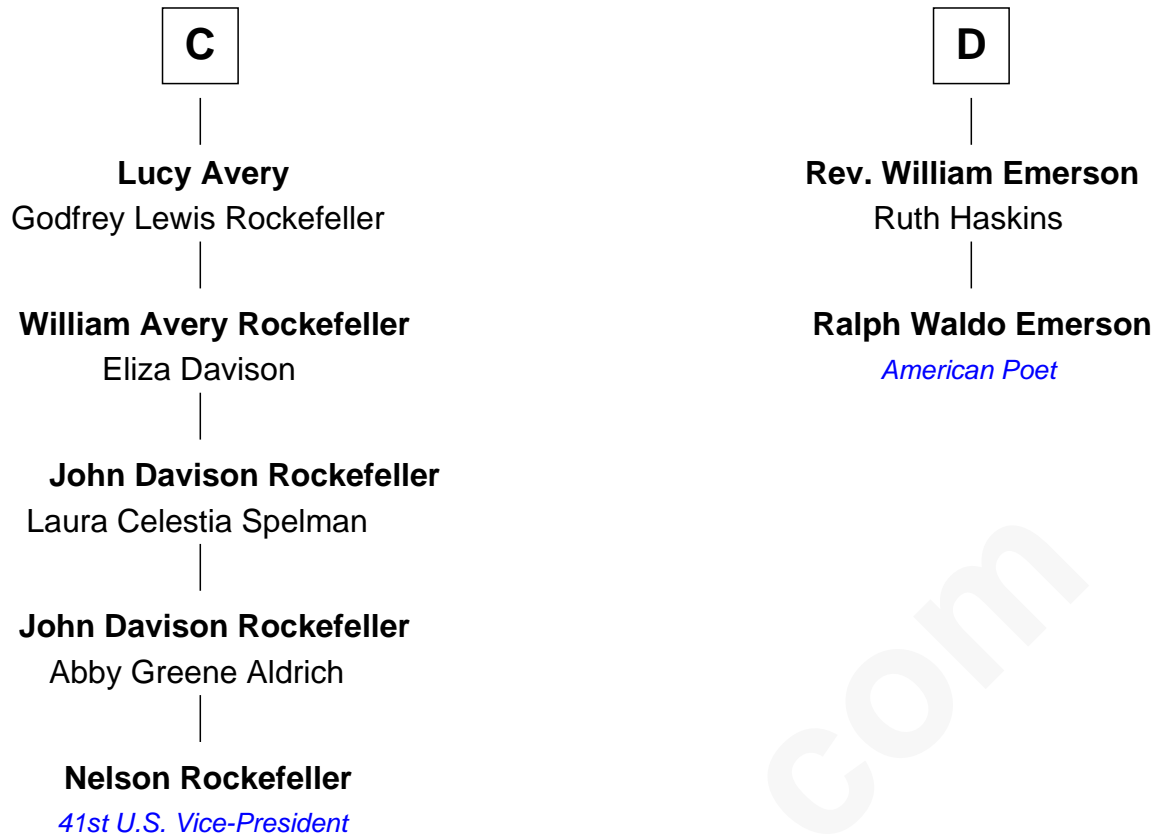 C
Lucy Avery
Godfrey Lewis Rockefeller
William Avery Rockefeller
Eliza Davison
John Davison Rockefeller
Laura Celestia Spelman
John Davison Rockefeller
Abby Greene Aldrich
Nelson Rockefeller
41st U.S. Vice-President
D
Rev. William Emerson
Ruth Haskins
Ralph Waldo Emerson
American Poet
com